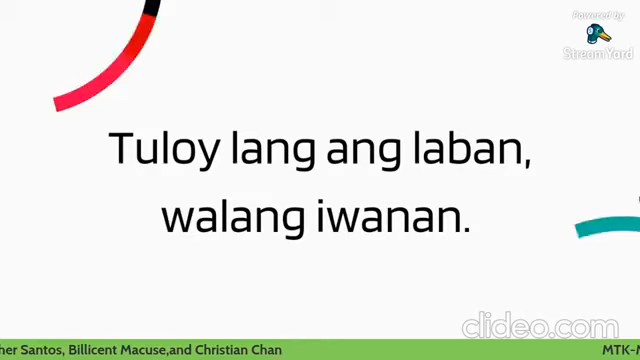 Powered by
StreamYard
Tuloy lang ang laban,
walang iwanan.
clideo.com
her Santos, Billicent Macuse,and Christian Chan
MTK-